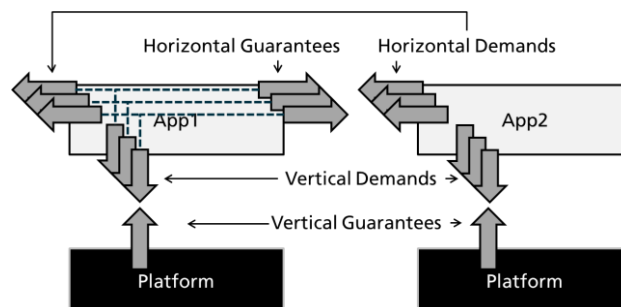 Horizontal Guarantees
Horizontal Demands
App1
App2
Vertical Demands
Vertical Guarantees
Platform
Platform